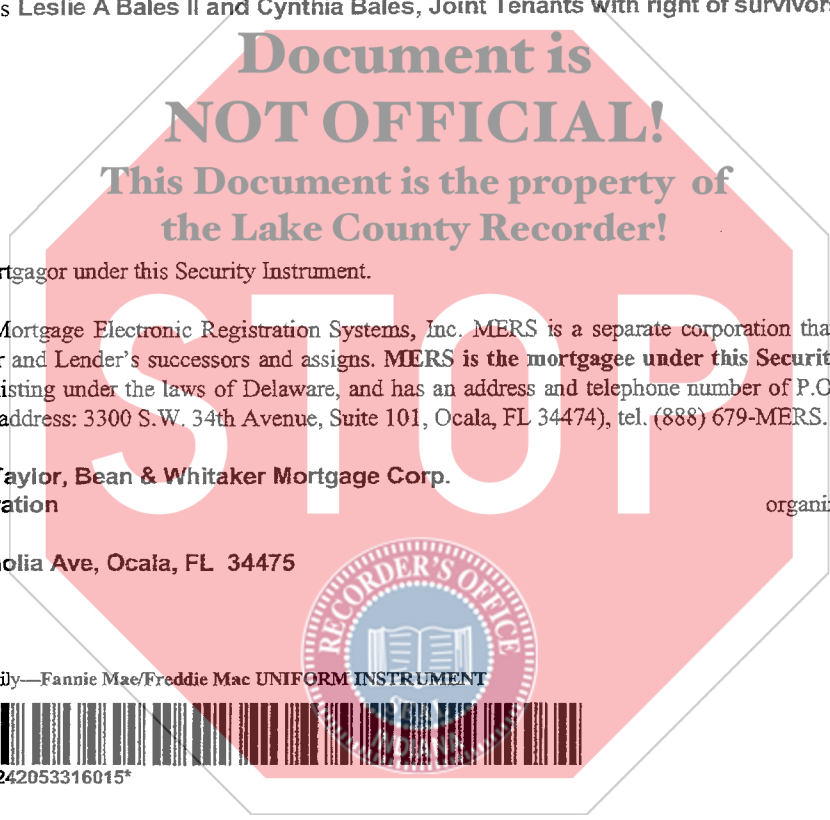 s Leslie A Bales II and Cynthia Bales, Joint Tenants with right of survivor
Document is
NOT OFFICIAL!
This Document is the property of
the Lake County Recorder!
rtgagor under this Security Instrument.
Mortgage Electronic Registration Systems, Inc. MERS is a separate corporation tha
r and Lender's successors and assigns. MERS is the mortgagee under this Securit
isting under the laws of Delaware, and has an address and telephone number of P.O
address: 3300 S.W. 34th Avenue, Suite 101, Ocala, FL 34474), tel. (888) 679-MERS.
STOP
aylor, Bean & Whitaker Mortgage Corp.
ration organiz
olia Ave, Ocala, FL 34475
RECORDER'S OFFICE
ily—Fannie Mae/Freddie Mac UNIFORM INSTRUMENT
INDIANA
242053316015*